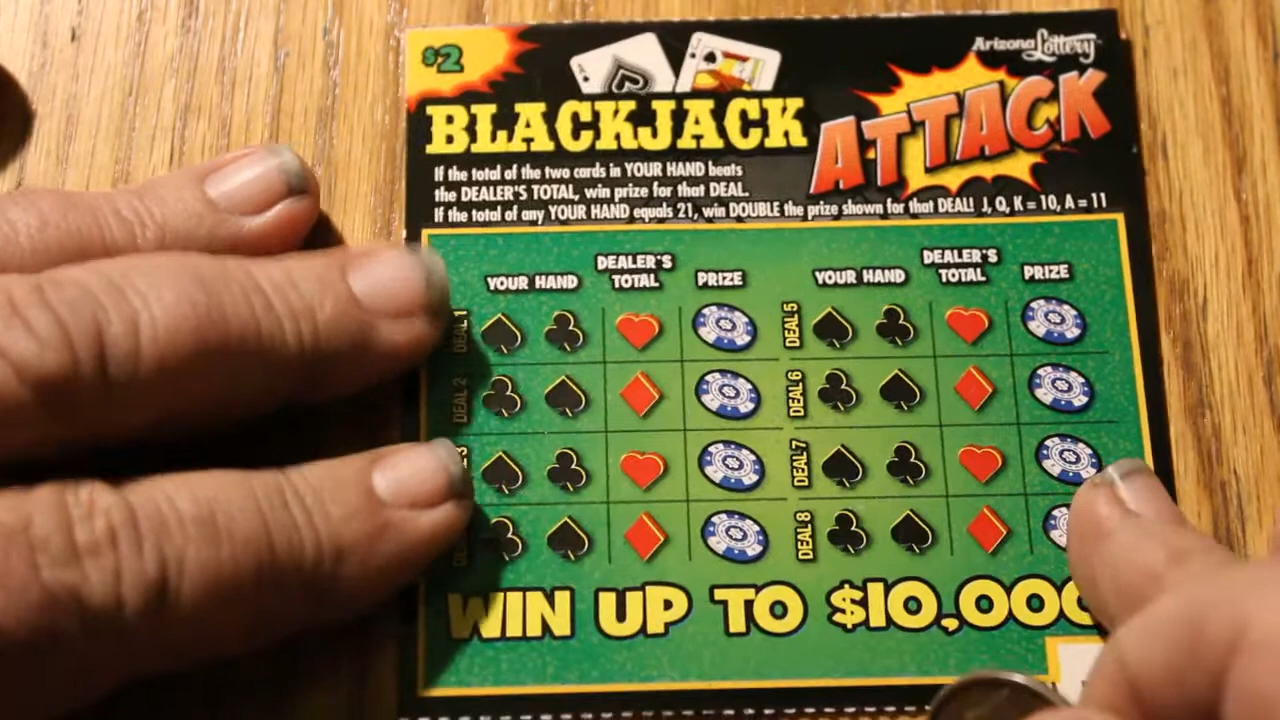 $2
Arizona Lottery
BLACKJACK ATTACK
If the total of the two cards in YOUR HAND beats
the DEALER'S TOTAL, win prize for that DEAL.
If the total of any YOUR HAND equals 21, win DOUBLE the prize shown for that DEAL! J, Q, K = 10, A = 11
YOUR HAND DEALER'S TOTAL PRIZE YOUR HAND DEALER'S TOTAL PRIZE
DEAL 1
DEAL 5
DEAL 2
DEAL 6
3
DEAL 7
DEAL 8
WIN UP TO $10,000